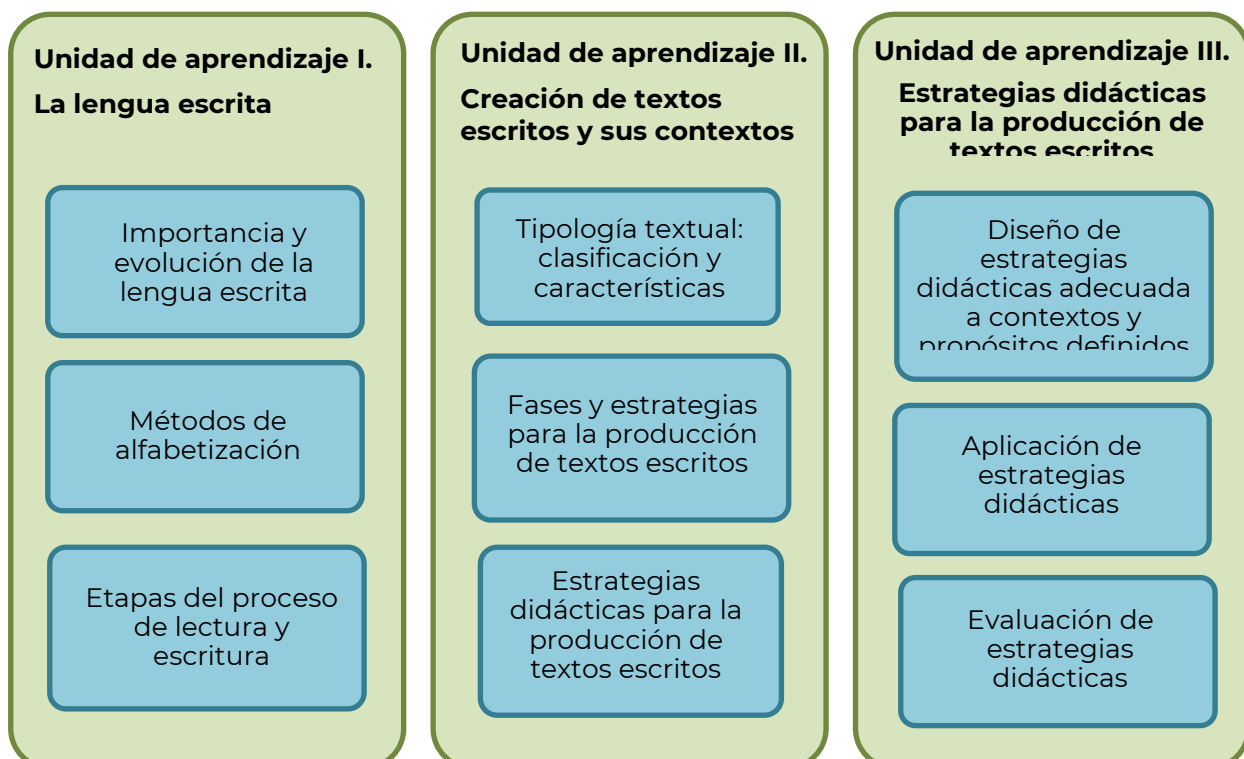 Unidad de aprendizaje I.
La lengua escrita
Importancia y
evolución de la
lengua escrita
Métodos de
alfabetización
Etapas del proceso
de lectura y
escritura
Unidad de aprendizaje II.
Creación de textos
escritos y sus contextos
Tipología textual:
clasificación y
características
Fases y estrategias
para la producción
de textos escritos
Estrategias
didácticas para la
producción de
textos escritos
Unidad de aprendizaje III.
Estrategias didácticas
para la producción de
textos escritos
Diseño de
estrategias
didácticas adecuada
a contextos y
propósitos definidos
Aplicación de
estrategias
didácticas
Evaluación de
estrategias
didácticas